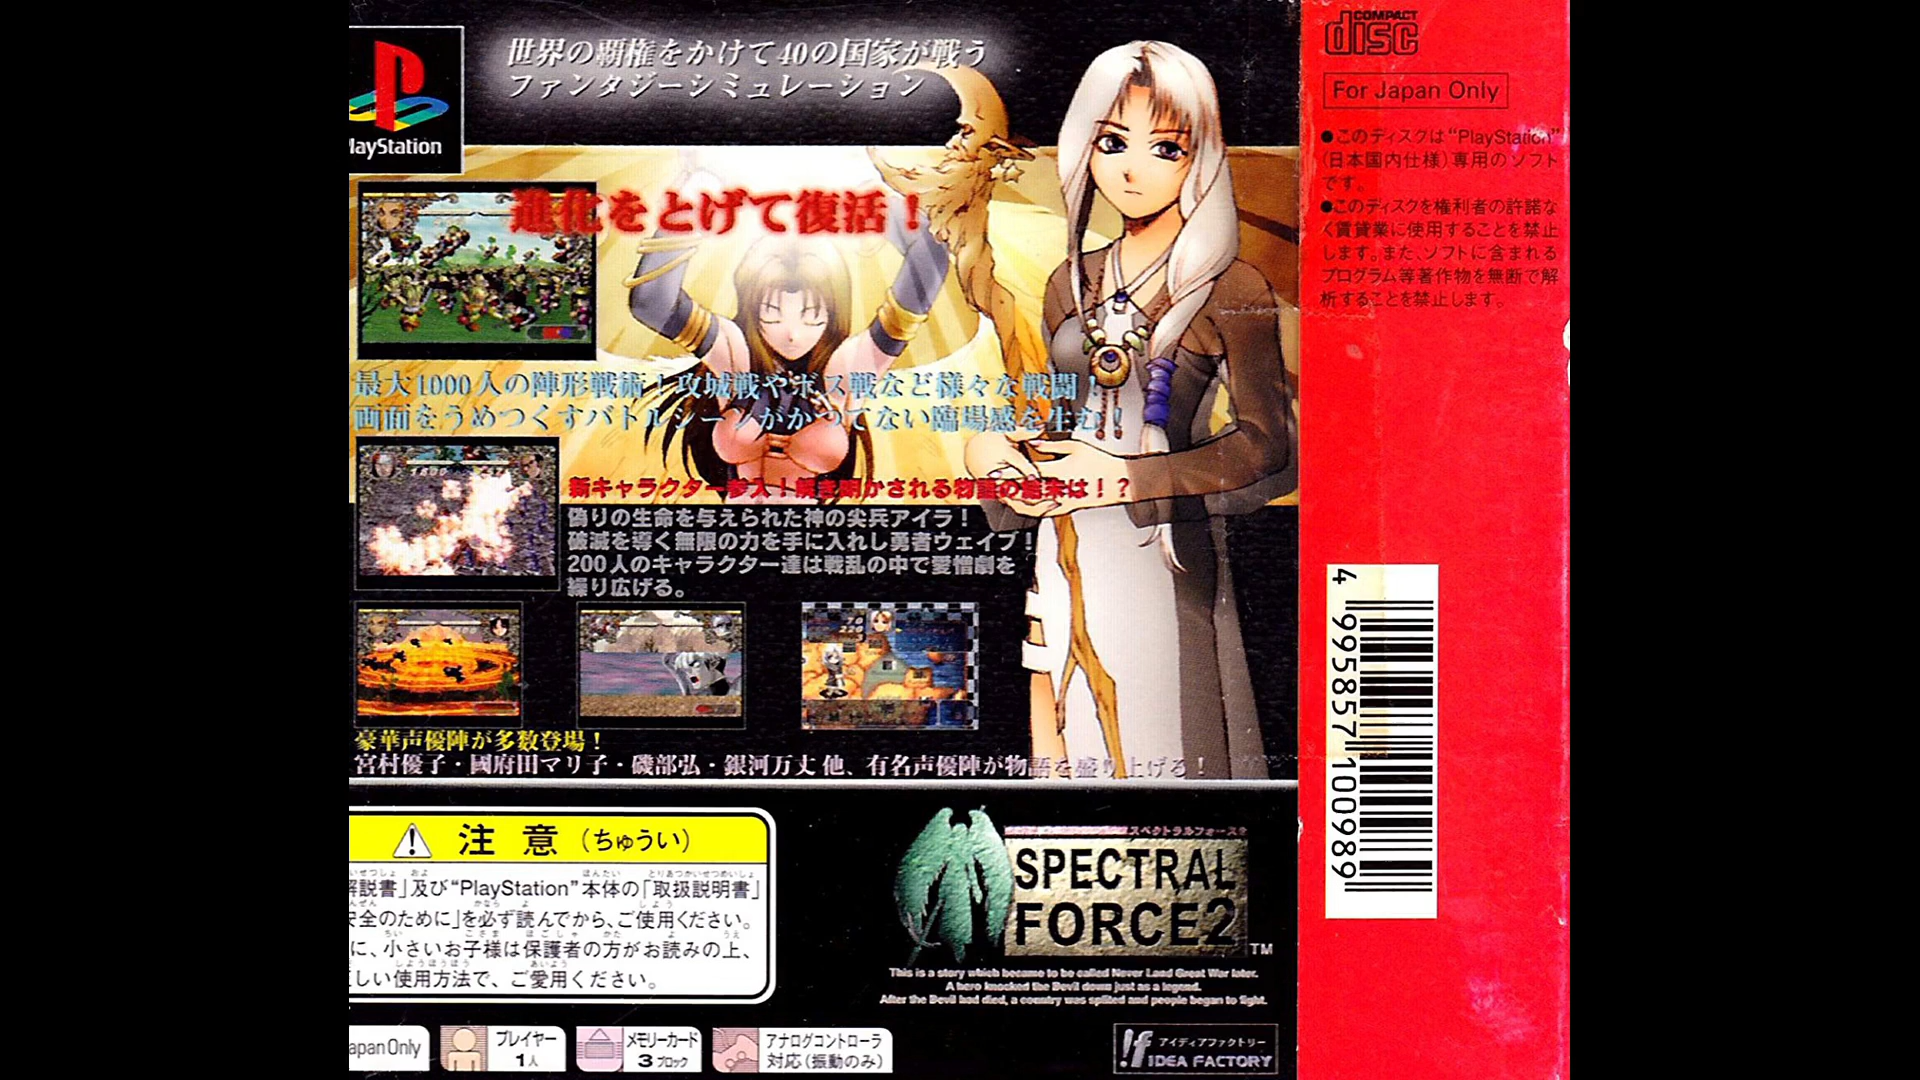 PlayStation
世界の覇権をかけて40の国家が戦う
ファンタジーシミュレーション
進化をとげて復活！
最大1000人の陣形戦術！攻城戦やボス戦など様々な戦闘！
画面をうめつくすバトルシーンがかつてない臨場感を生む！
新キャラクター参入！解き明かされる物語の結末は！？
偽りの生命を与えられた神の尖兵アイラ！
破滅を導く無限の力を手に入れし勇者ウェイブ！
200人のキャラクター達は戦乱の中で愛憎劇を
繰り広げる。
豪華声優陣が多数登場！
宮村優子・國府田マリ子・磯部弘・銀河万丈 他、有名声優陣が物語を盛り上げる！
注意（ちゅうい）
解説書」及び“PlayStation”本体の「取扱説明書」
安全のために」を必ず読んでから、ご使用ください。
に、小さいお子様は保護者の方がお読みの上、
正しい使用方法で、ご愛用ください。
スペクトラルフォース2
SPECTRAL
FORCE2
TM
This is a story which became to be called Never Land Great War later.
A hero knocked the Devil down just as a legend.
After the Devil had died, a country was splited and people began to fight.
apan Only
プレイヤー
1人
メモリーカード
3ブロック
アナログコントローラ
対応（振動のみ）
アイディアファクトリー
IDEA FACTORY
COMPACT
disc
For Japan Only
●このディスクは“PlayStation”
（日本国内仕様）専用のソフト
です。
●このディスクを権利者の許諾な
く賃貸業に使用することを禁止
します。また、ソフトに含まれる
プログラム等著作物を無断で解
析することを禁止します。
4 995857 100989